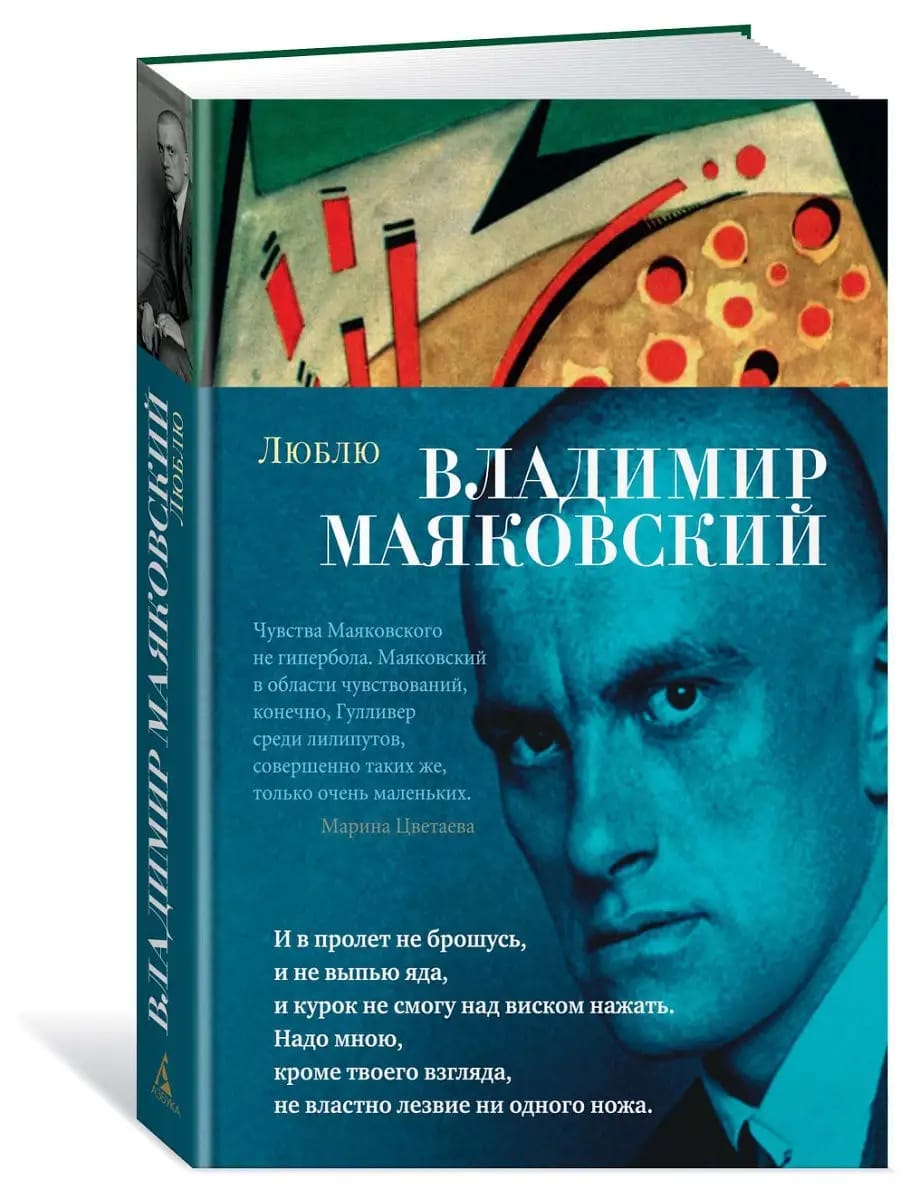 Люблю
ВЛАДИМИР
МАЯКОВСКИЙ
Чувства Маяковского
не гипербола. Маяковский
в области чувствований,
конечно, Гулливер
среди лилипутов,
совершенно таких же,
только очень маленьких.
Марина Цветаева
И в пролет не брошусь,
и не выпью яда,
и курок не смогу над виском нажать.
Надо мною,
кроме твоего взгляда,
не властно лезвие ни одного ножа.
ВЛАДИМИР МАЯКОВСКИЙ
ЛЮБЛЮ
АЗБУКА